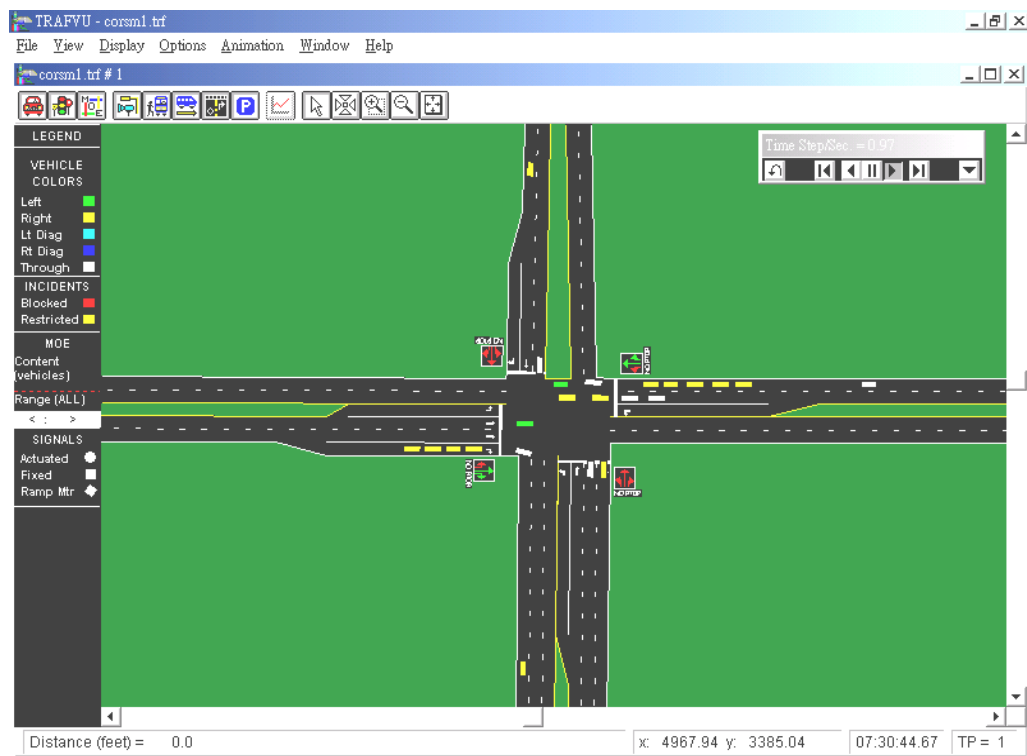 TRAFVU - corsm1.trf
File View Display Options Animation Window Help
corsm1.trf # 1
LEGEND
VEHICLE
COLORS
Left
Right
Lt Diag
Rt Diag
Through
INCIDENTS
Blocked
Restricted
MOE
Content
(vehicles)
Range (ALL)
< : >
SIGNALS
Actuated
Fixed
Ramp Mtr
Time Step/Sec. = 0.97
Distance (feet) = 0.0
x: 4967.94 y: 3385.04
07:30:44.67
TP = 1